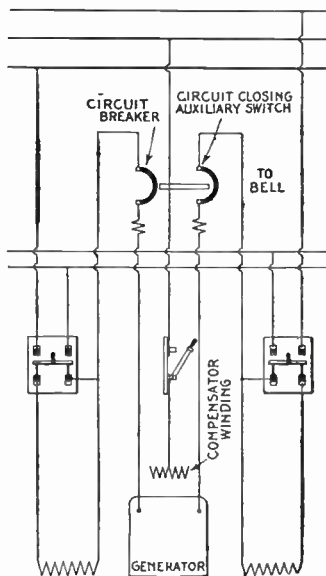 CIRCUIT
BREAKER
CIRCUIT CLOSING
AUXILIARY SWITCH
TO
BELL
COMPENSATOR
WINDING
GENERATOR